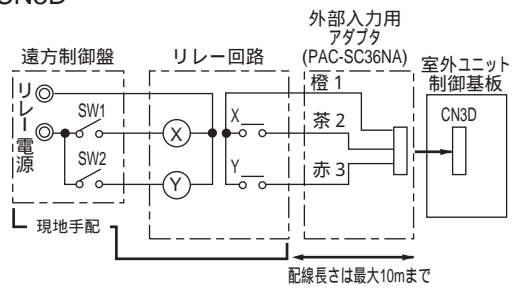 CN3D
外部入力用
アダプタ
(PAC-SC36NA)
遠方制御盤
リレー回路
室外ユニット
制御基板
リレー電源
SW1
SW2
X
Y
X
Y
橙 1
茶 2
赤 3
CN3D
現地手配
配線長さは最大10mまで